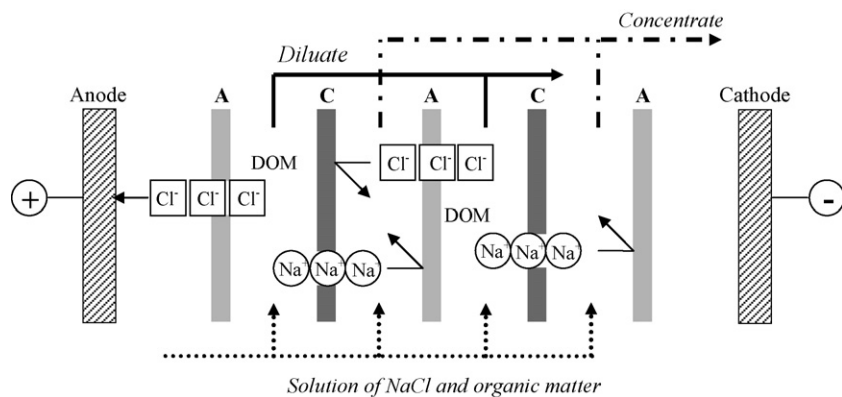 Concentrate
Diluate
Anode A C A C A Cathode
DOM Cl⁻ Cl⁻ Cl⁻
+ Cl⁻ Cl⁻ Cl⁻ -
DOM
Na⁺ Na⁺ Na⁺
Na⁺ Na⁺ Na⁺
Solution of NaCl and organic matter